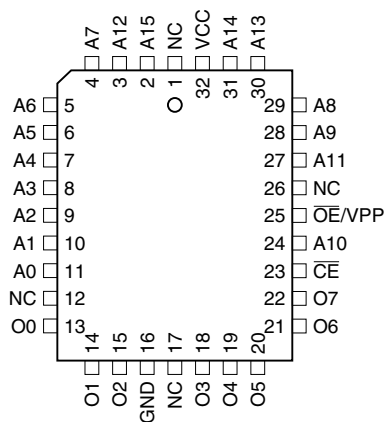 A7 A12 A15 NC VCC A14 A13
4 3 2 1 32 31 30
A6 5 29 A8
A5 6 28 A9
A4 7 27 A11
A3 8 26 NC
A2 9 25 O̅E̅/VPP
A1 10 24 A10
A0 11 23 C̅E̅
NC 12 22 O7
O0 13 21 O6
14 15 16 17 18 19 20
O1 O2 GND NC O3 O4 O5